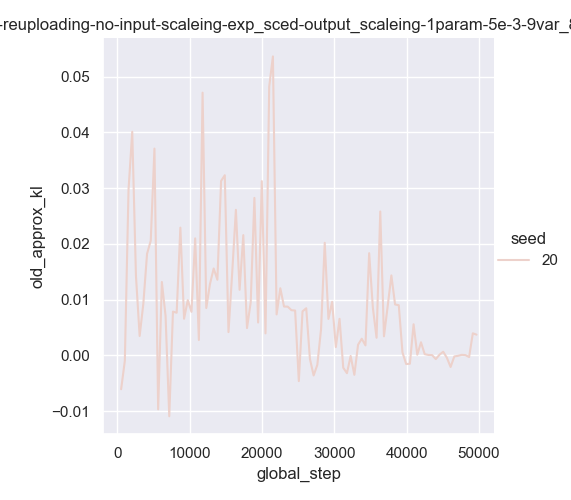 -reuploading-no-input-scaleing-exp_sced-output_scaleing-1param-5e-3-9var_8
old_approx_kl
0.05
0.04
0.03
0.02
0.01
0.00
−0.01
0 10000 20000 30000 40000 50000
global_step
seed
20